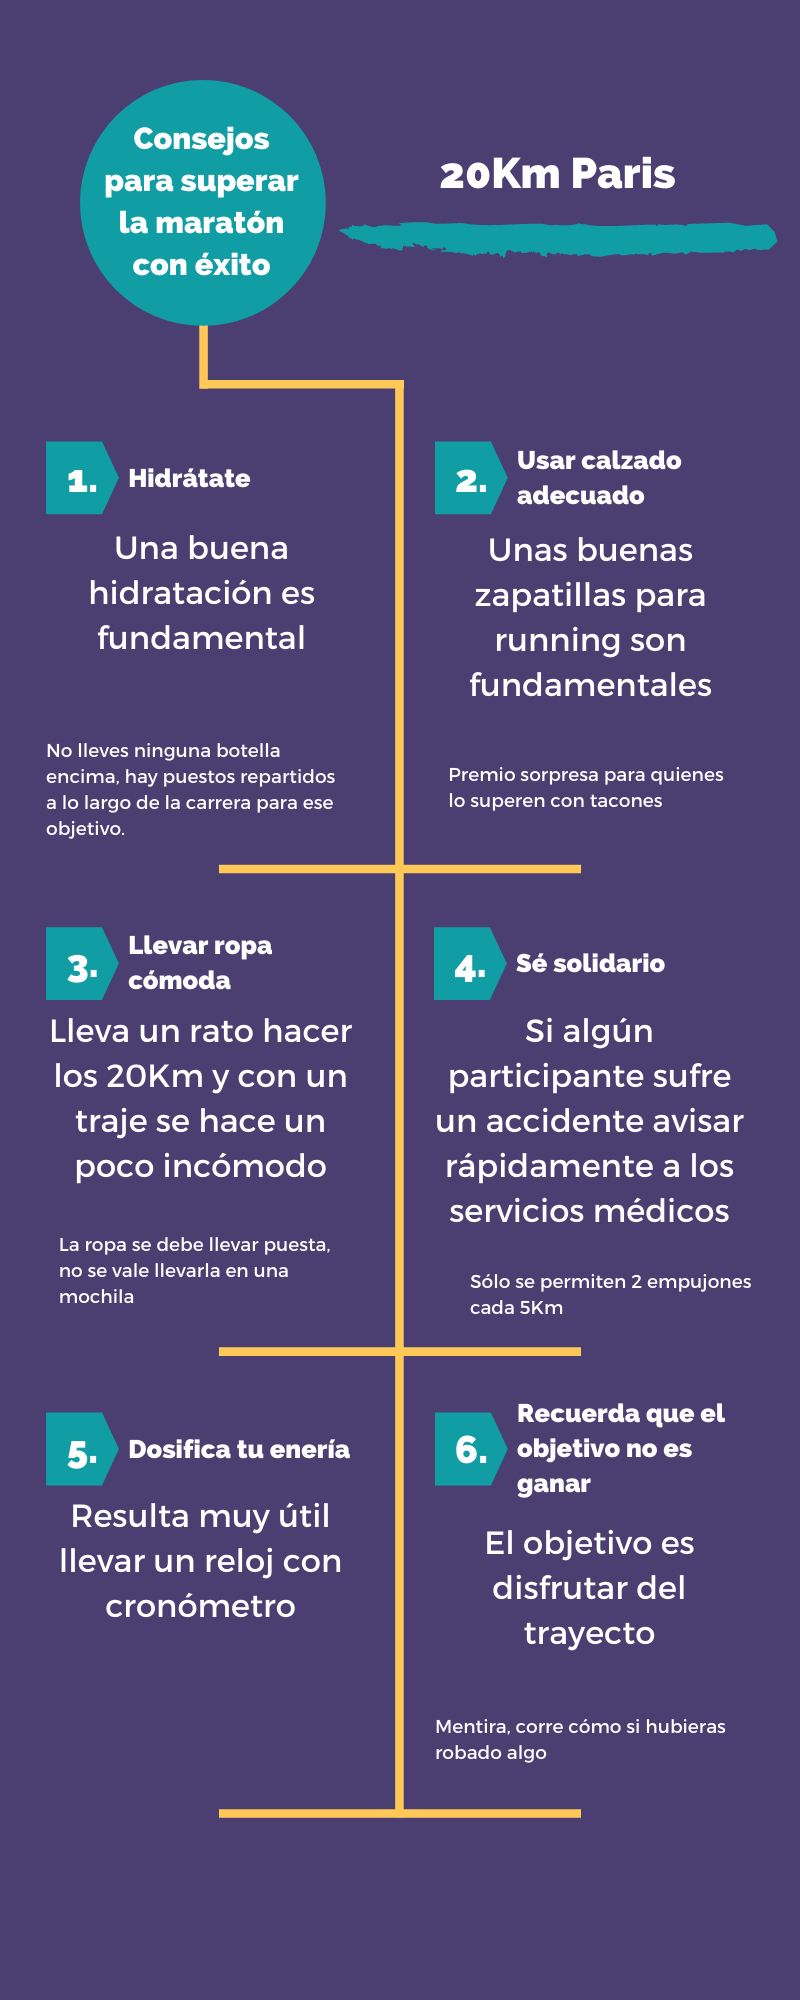 Consejos
para superar
la maratón
con éxito
20Km Paris
1.
Hidrátate
Una buena
hidratación es
fundamental
No lleves ninguna botella
encima, hay puestos repartidos
a lo largo de la carrera para ese
objetivo.
2.
Usar calzado
adecuado
Unas buenas
zapatillas para
running son
fundamentales
Premio sorpresa para quienes
lo superen con tacones
3.
Llevar ropa
cómoda
Lleva un rato hacer
los 20Km y con un
traje se hace un
poco incómodo
La ropa se debe llevar puesta,
no se vale llevarla en una
mochila
4.
Sé solidario
Si algún
participante sufre
un accidente avisar
rápidamente a los
servicios médicos
Sólo se permiten 2 empujones
cada 5Km
5.
Dosifica tu enería
Resulta muy útil
llevar un reloj con
cronómetro
6.
Recuerda que el
objetivo no es
ganar
El objetivo es
disfrutar del
trayecto
Mentira, corre cómo si hubieras
robado algo